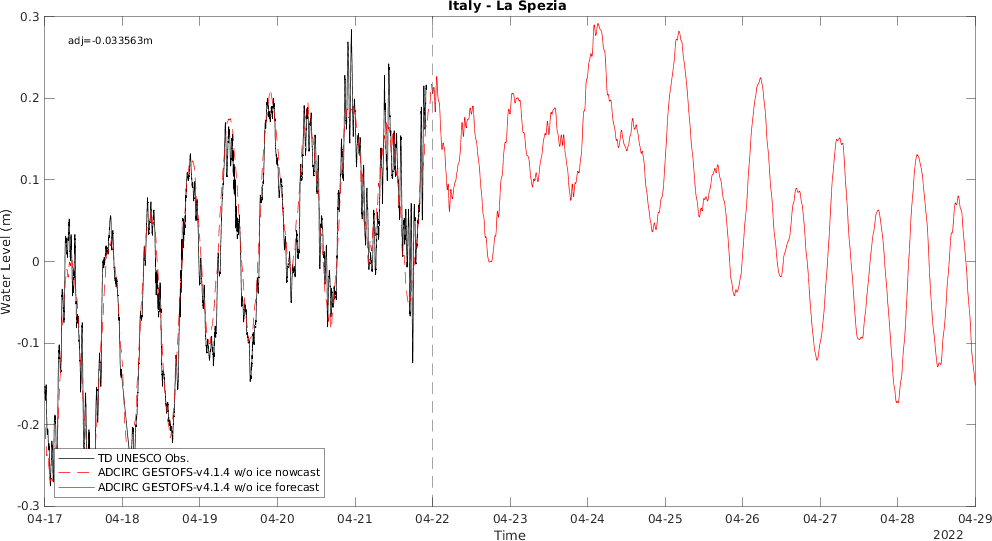 Italy - La Spezia
adj=-0.033563m
0.3
0.2
0.1
0
-0.1
-0.2
-0.3
Water Level (m)
TD UNESCO Obs.
ADCIRC GESTOFS-v4.1.4 w/o ice nowcast
ADCIRC GESTOFS-v4.1.4 w/o ice forecast
04-17 04-18 04-19 04-20 04-21 04-22 04-23 04-24 04-25 04-26 04-27 04-28 04-29
Time
2022